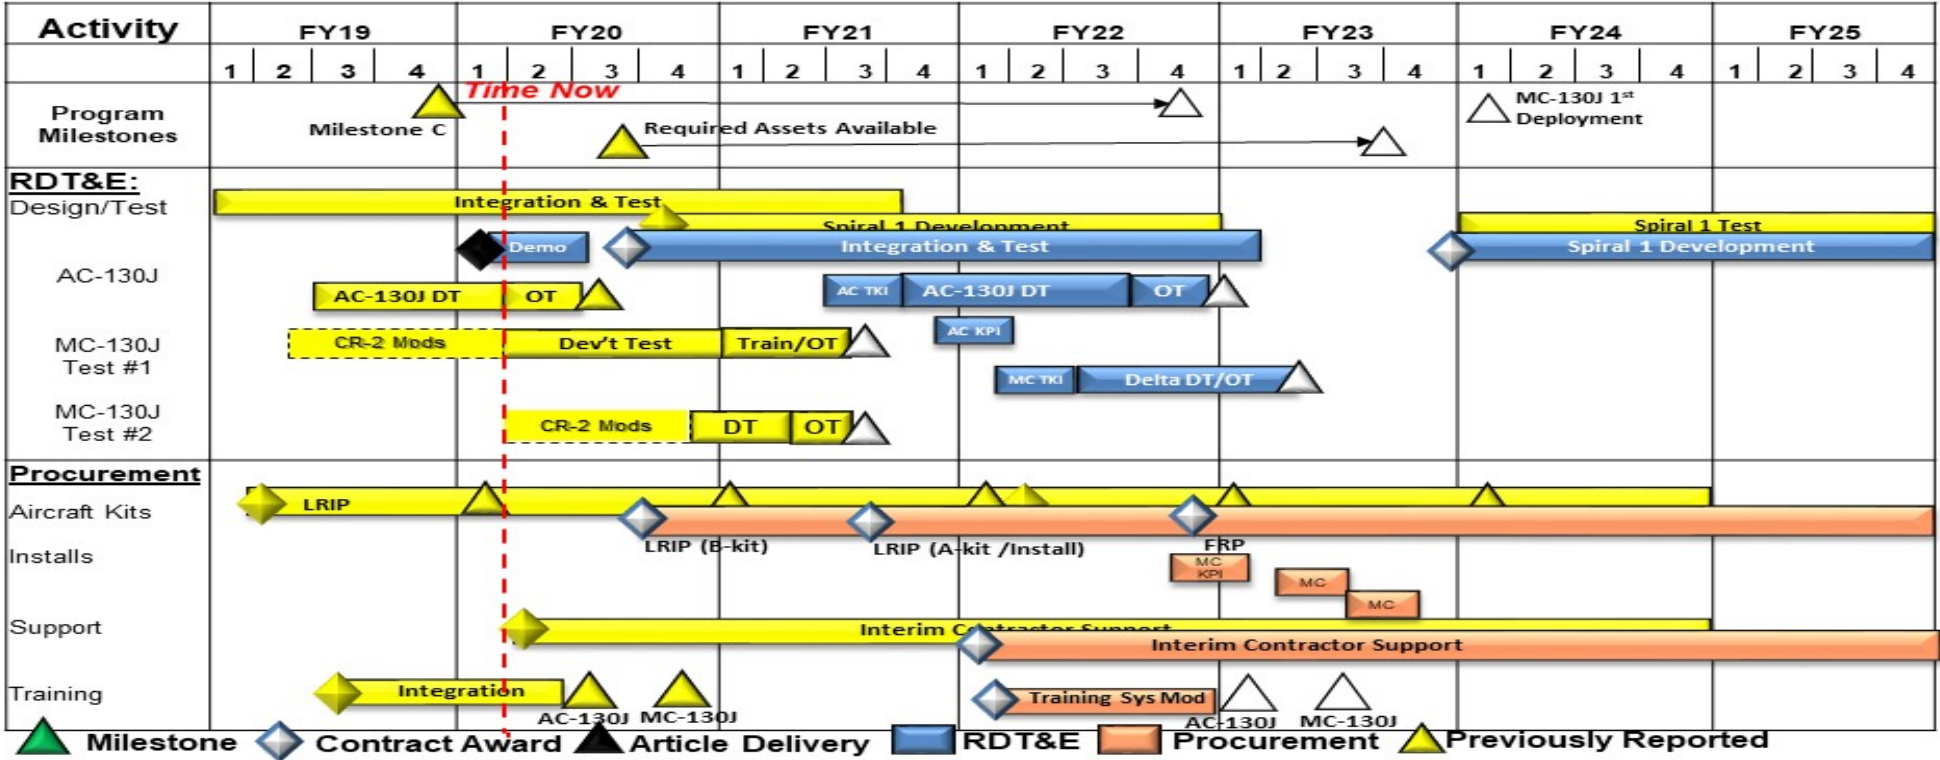 Activity FY19 FY20 FY21 FY22 FY23 FY24 FY25
1 2 3 4 1 2 3 4 1 2 3 4 1 2 3 4 1 2 3 4 1 2 3 4 1 2 3 4
Time Now
Program
Milestones
Milestone C
Required Assets Available
MC-130J 1st
Deployment
RDT&E:
Design/Test
Integration & Test
Spiral 1 Development
Spiral 1 Test
Demo
Integration & Test
Spiral 1 Development
AC-130J
AC-130J DT OT
AC TKI AC-130J DT OT
AC KPI
MC-130J
Test #1
CR-2 Mods Dev't Test Train/OT
MC TKI Delta DT/OT
MC-130J
Test #2
CR-2 Mods DT OT
Procurement
Aircraft Kits
LRIP
LRIP (B-kit)
LRIP (A-kit /Install)
FRP
Installs
MC
KPI
MC
MC
Support
Interim Contractor Support
Interim Contractor Support
Training
Integration
AC-130J MC-130J
Training Sys Mod
AC-130J MC-130J
Milestone Contract Award Article Delivery RDT&E Procurement Previously Reported